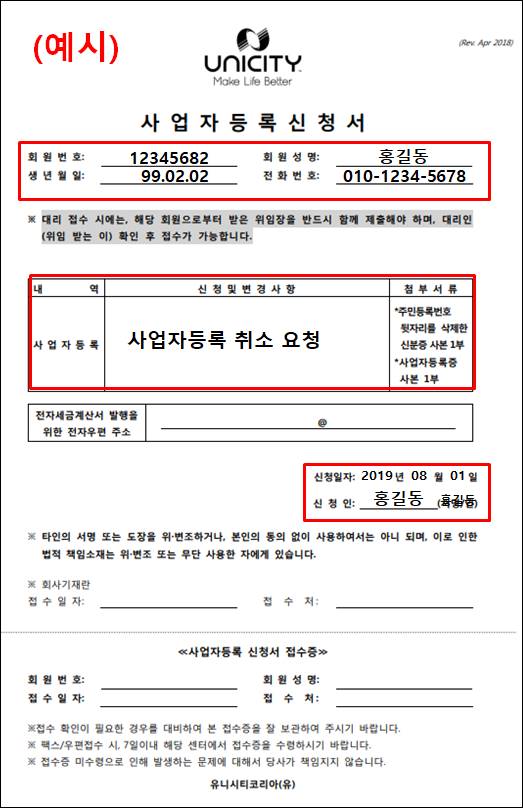 (예시)
UNICITY™
Make Life Better
(Rev. Apr 2018)
사업자등록신청서
회원번호: 12345682 회원성명: 홍길동
생년월일: 99.02.02 전화번호: 010-1234-5678
※ 대리 접수 시에는, 해당 회원으로부터 받은 위임장을 반드시 함께 제출해야 하며, 대리인
(위임 받는 이) 확인 후 접수가 가능합니다.
내 역 신청및변경사항 첨부서류
사업자등록 사업자등록 취소 요청
*주민등록번호
뒷자리를 삭제한
신분증 사본 1부
*사업자등록증
사본 1부
전자세금계산서 발행을
위한 전자우편 주소 @
신청일자: 2019년 08 월 01일
신 청 인: 홍길동 홍길동
※ 타인의 서명 또는 도장을 위·변조하거나, 본인의 동의 없이 사용하여서는 아니 되며, 이로 인한
법적 책임소재는 위·변조 또는 무단 사용한 자에게 있습니다.
※ 회사기재란
접수일자: 접 수 처:
≪사업자등록 신청서 접수증≫
회원번호: 회원성명:
접수일자: 접 수 처:
※접수 확인이 필요한 경우를 대비하여 본 접수증을 잘 보관하여 주시기 바랍니다.
※ 팩스/우편접수 시, 7일이내 해당 센터에서 접수증을 수령하시기 바랍니다.
※ 접수증 미수령으로 인해 발생하는 문제에 대해서 당사가 책임지지 않습니다.
유니시티코리아(유)